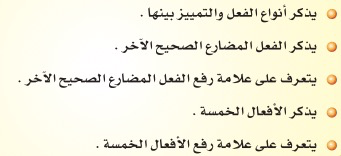 يذكر أنواع الفعل والتمييز بينها .
يذكر الفعل المضارع الصحيح الآخر .
يتعرف على علامة رفع الفعل المضارع الصحيح الآخر .
يذكر الأفعال الخمسة .
يتعرف على علامة رفع الأفعال الخمسة .